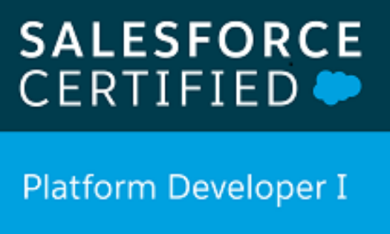 SALESFORCE
CERTIFIED
Platform Developer I